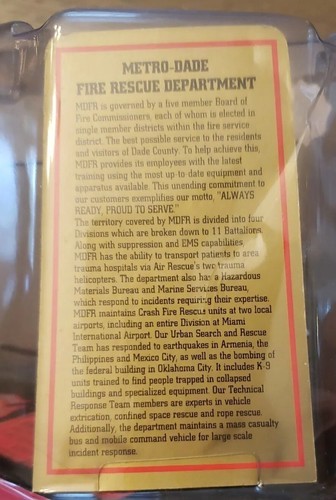 METRO-DADE
FIRE RESCUE DEPARTMENT
MDFR is governed by a five member Board of
Fire Commissioners, each of whom is elected in
single member districts within the fire service
district. The best possible service to the residents
and visitors of Dade County. To help achieve this,
MDFR provides its employees with the latest
training using the most up-to-date equipment and
apparatus available. This unending commitment to
our customers exemplifies our motto, "ALWAYS
READY, PROUD TO SERVE."
The territory covered by MDFR is divided into four
Divisions which are broken down to 11 Battalions.
Along with suppression and EMS capabilities,
MDFR has the ability to transport patients to area
trauma hospitals via Air Rescue's two trauma
helicopters. The department also has a Hazardous
Materials Bureau and Marine Services Bureau,
which respond to incidents requiring their expertise.
MDFR maintains Crash Fire Rescue units at two local
airports, including an entire Division at Miami
International Airport. Our Urban Search and Rescue
Team has responded to earthquakes in Armenia, the
Philippines and Mexico City, as well as the bombing of
the federal building in Oklahoma City. It includes K-9
units trained to find people trapped in collapsed
buildings and specialized equipment. Our Technical
Response Team members are experts in vehicle
extrication, confined space rescue and rope rescue.
Additionally, the department maintains a mass casualty
bus and mobile command vehicle for large scale
incident response.